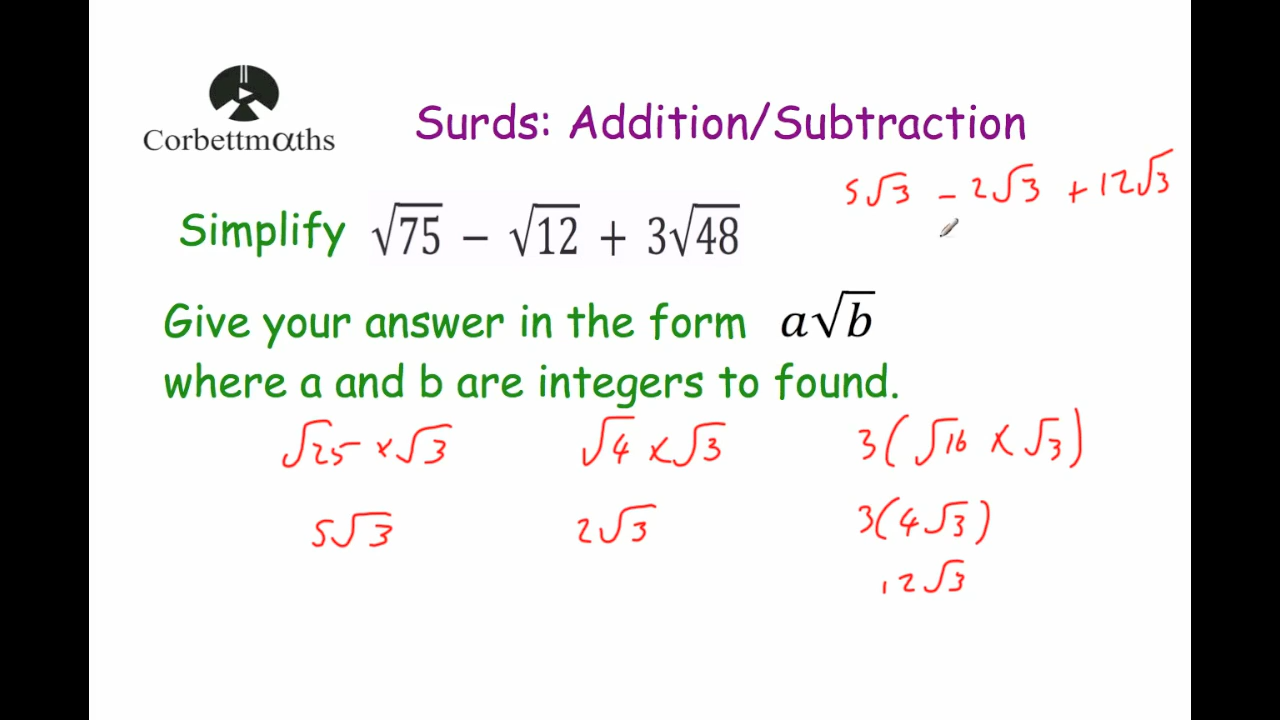 Corbettmαths
Surds: Addition/Subtraction
5√3 - 2√3 + 12√3
Simplify √75 − √12 + 3√48
Give your answer in the form a√b
where a and b are integers to found.
√25 × √3 √4 × √3 3(√16 × √3)
5√3 2√3 3(4√3)
12√3